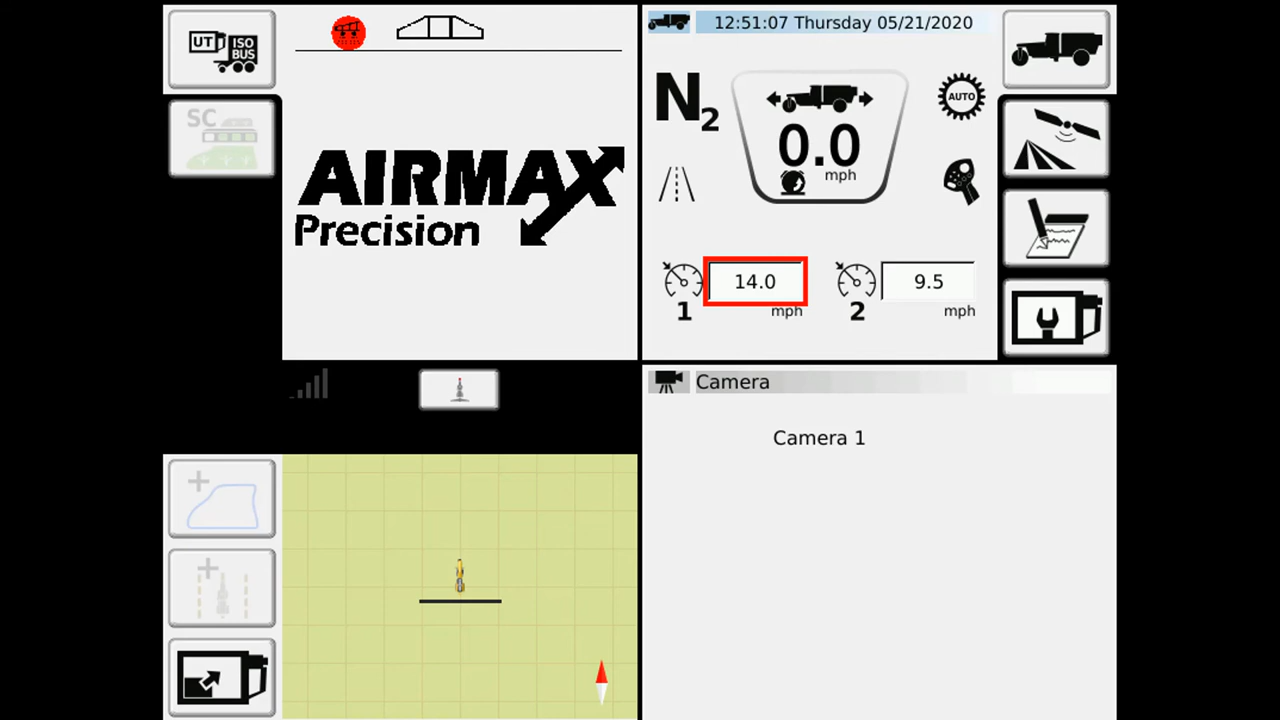 UT
ISO
BUS
SC
AIRMAX
Precision
12:51:07 Thursday 05/21/2020
N2
AUTO
0.0
mph
14.0
9.5
1
mph
2
mph
Camera
Camera 1